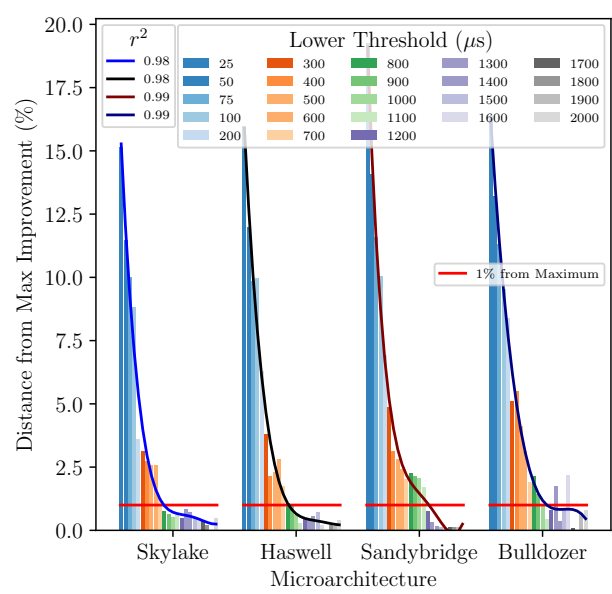 20.0
17.5
15.0
12.5
10.0
7.5
5.0
2.5
0.0
Distance from Max Improvement (%)
r²
0.98
0.98
0.99
0.99
Lower Threshold (µs)
25 300 800 1300 1700
50 400 900 1400 1800
75 500 1000 1500 1900
100 600 1100 1600 2000
200 700 1200
1% from Maximum
Skylake Haswell Sandybridge Bulldozer
Microarchitecture